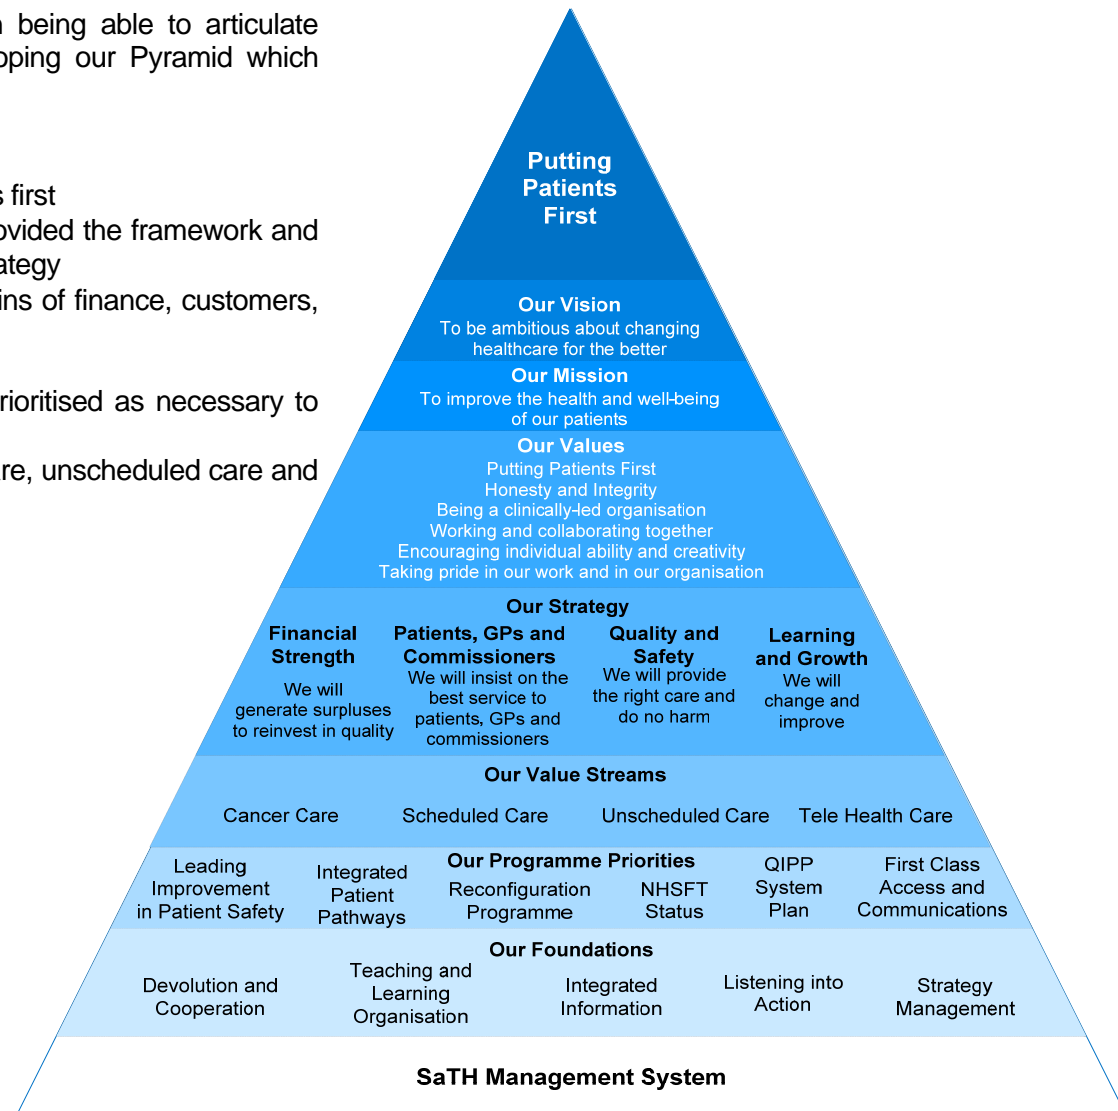 n being able to articulate
oping our Pyramid which
s first
ovided the framework and
rategy
ins of finance, customers,
rioritised as necessary to
are, unscheduled care and
Putting
Patients
First
Our Vision
To be ambitious about changing
healthcare for the better
Our Mission
To improve the health and well-being
of our patients
Our Values
Putting Patients First
Honesty and Integrity
Being a clinically-led organisation
Working and collaborating together
Encouraging individual ability and creativity
Taking pride in our work and in our organisation
Our Strategy
Financial
Strength
We will
generate surpluses
to reinvest in quality
Patients, GPs and
Commissioners
We will insist on the
best service to
patients, GPs and
commissioners
Quality and
Safety
We will provide
the right care and
do no harm
Learning
and Growth
We will
change and
improve
Our Value Streams
Cancer Care
Scheduled Care
Unscheduled Care
Tele Health Care
Our Programme Priorities
Leading
Improvement
in Patient Safety
Integrated
Patient
Pathways
Reconfiguration
Programme
NHSFT
Status
QIPP
System
Plan
First Class
Access and
Communications
Our Foundations
Devolution and
Cooperation
Teaching and
Learning
Organisation
Integrated
Information
Listening into
Action
Strategy
Management
SaTH Management System